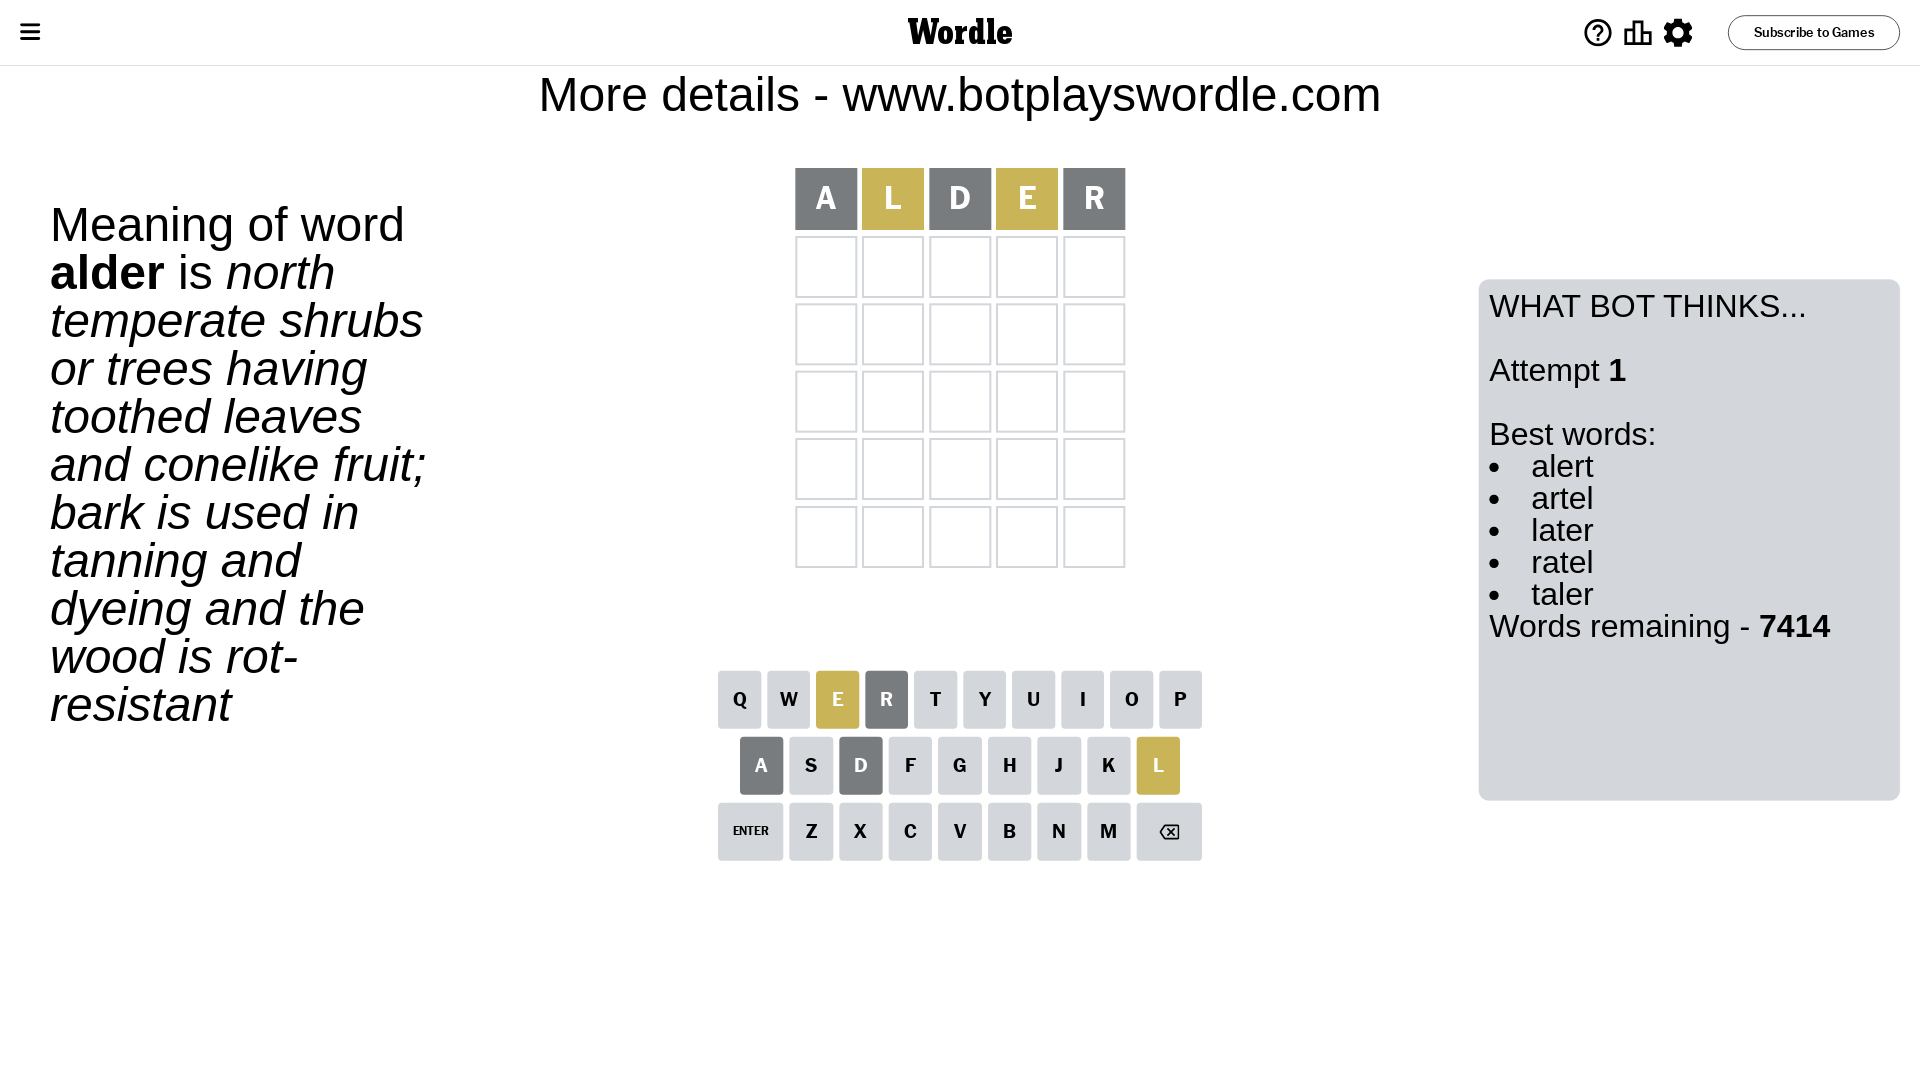 Wordle
Subscribe to Games
More details - www.botplayswordle.com
Meaning of word
alder is north
temperate shrubs
or trees having
toothed leaves
and conelike fruit;
bark is used in
tanning and
dyeing and the
wood is rot-
resistant
A L D E R
WHAT BOT THINKS...
Attempt 1
Best words:
• alert
• artel
• later
• ratel
• taler
Words remaining - 7414
Q W E R T Y U I O P
A S D F G H J K L
ENTER Z X C V B N M